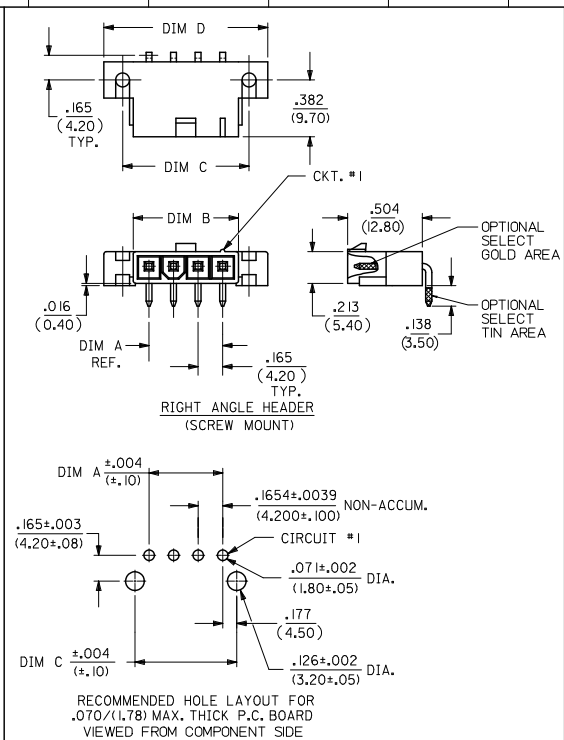 DIM D
.165
(4.20)
TYP.
.382
(9.70)
DIM C
CKT. #1
DIM B
.504
(12.80)
OPTIONAL
SELECT
GOLD AREA
.016
(0.40)
.213
(5.40)
OPTIONAL
SELECT
TIN AREA
.138
(3.50)
DIM A
REF.
.165
(4.20)
TYP.
RIGHT ANGLE HEADER
(SCREW MOUNT)
DIM A ±.004
(±.10)
.1654±.0039
(4.200±.100) NON-ACCUM.
.165±.003
(4.20±.08)
CIRCUIT #1
.071±.002
(1.80±.05) DIA.
.177
(4.50)
DIM C ±.004
(±.10)
.126±.002
(3.20±.05) DIA.
RECOMMENDED HOLE LAYOUT FOR
.070/(1.78) MAX. THICK P.C. BOARD
VIEWED FROM COMPONENT SIDE